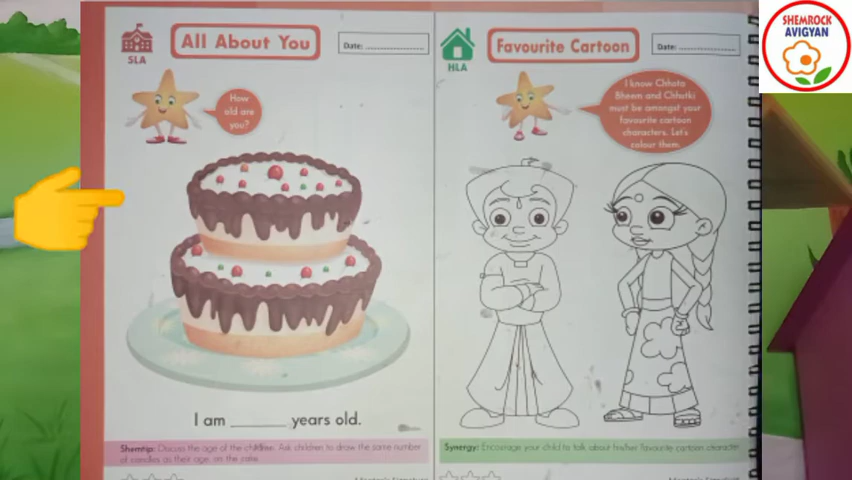 SHEMROCK
AVIGYAN
SLA
All About You
Date: ................
How
old are
you?
I am ______ years old.
Shemtip: Discuss the age of the children. Ask children to draw the same number
of candles as their age, on the cake.
HLA
Favourite Cartoon
Date: ................
I know Chhota
Bheem and Chhutki
must be amongst your
favourite cartoon
characters. Let's
colour them.
Synergy: Encourage your child to talk about his/her favourite cartoon character.